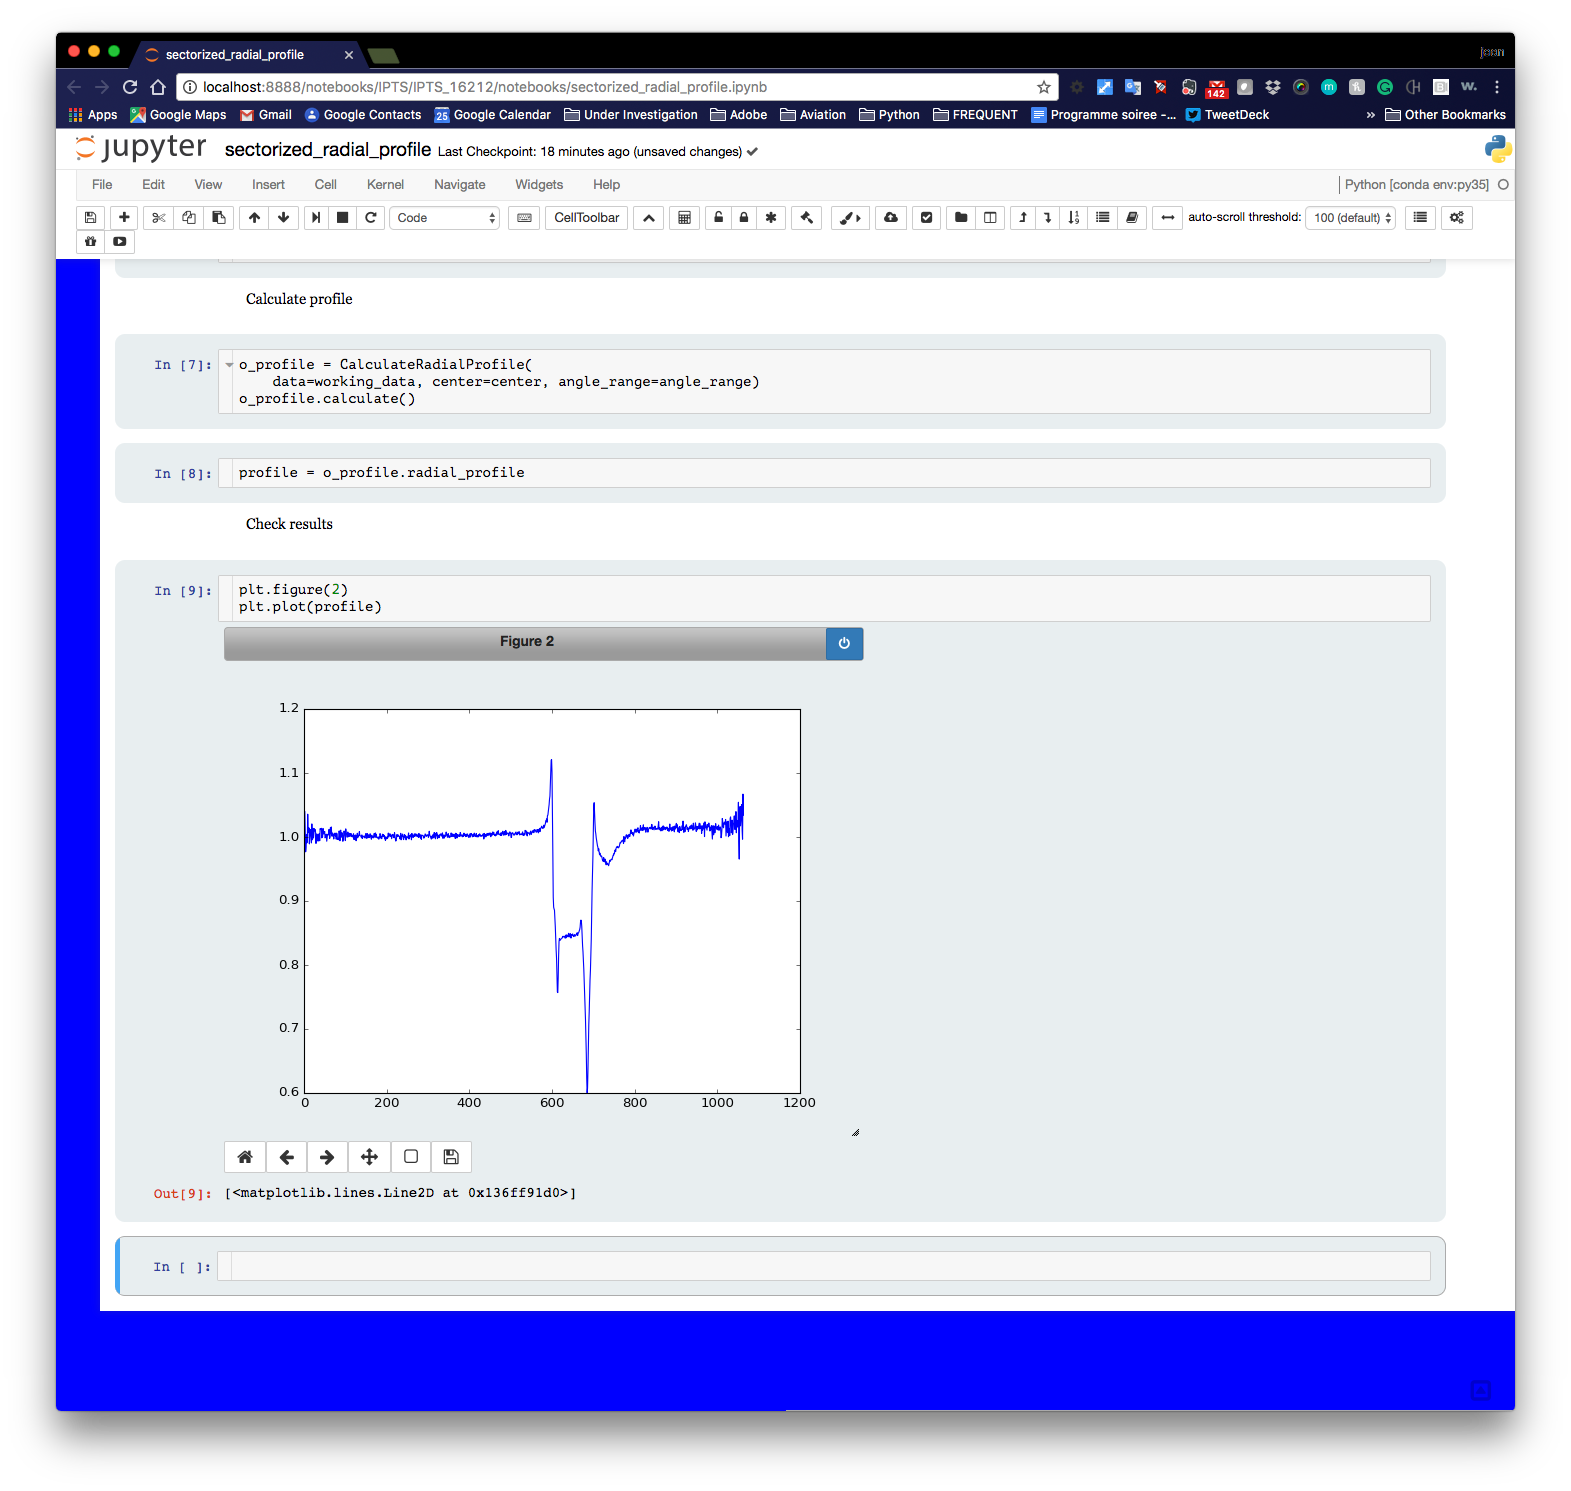 sectorized_radial_profile
jean
localhost:8888/notebooks/IPTS/IPTS_16212/notebooks/sectorized_radial_profile.ipynb
142
Apps Google Maps Gmail Google Contacts 25 Google Calendar Under Investigation Adobe Aviation Python FREQUENT Programme soiree -... TweetDeck » Other Bookmarks
jupyter sectorized_radial_profile Last Checkpoint: 18 minutes ago (unsaved changes)
File Edit View Insert Cell Kernel Navigate Widgets Help Python [conda env:py35]
Code CellToolbar auto-scroll threshold: 100 (default)
Calculate profile
In [7]: o_profile = CalculateRadialProfile(
data=working_data, center=center, angle_range=angle_range)
o_profile.calculate()
In [8]: profile = o_profile.radial_profile
Check results
In [9]: plt.figure(2)
plt.plot(profile)
Figure 2
1.2
1.1
1.0
0.9
0.8
0.7
0.6
0 200 400 600 800 1000 1200
Out[9]: [<matplotlib.lines.Line2D at 0x136ff91d0>]
In [ ]: